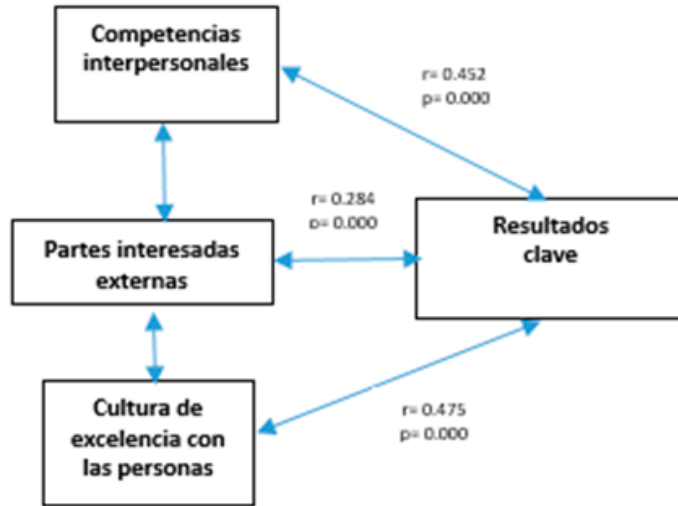 Competencias
interpersonales
r= 0.452
p= 0.000
r= 0.284
p= 0.000
Partes interesadas
externas
Resultados
clave
Cultura de
excelencia con
las personas
r= 0.475
p= 0.000